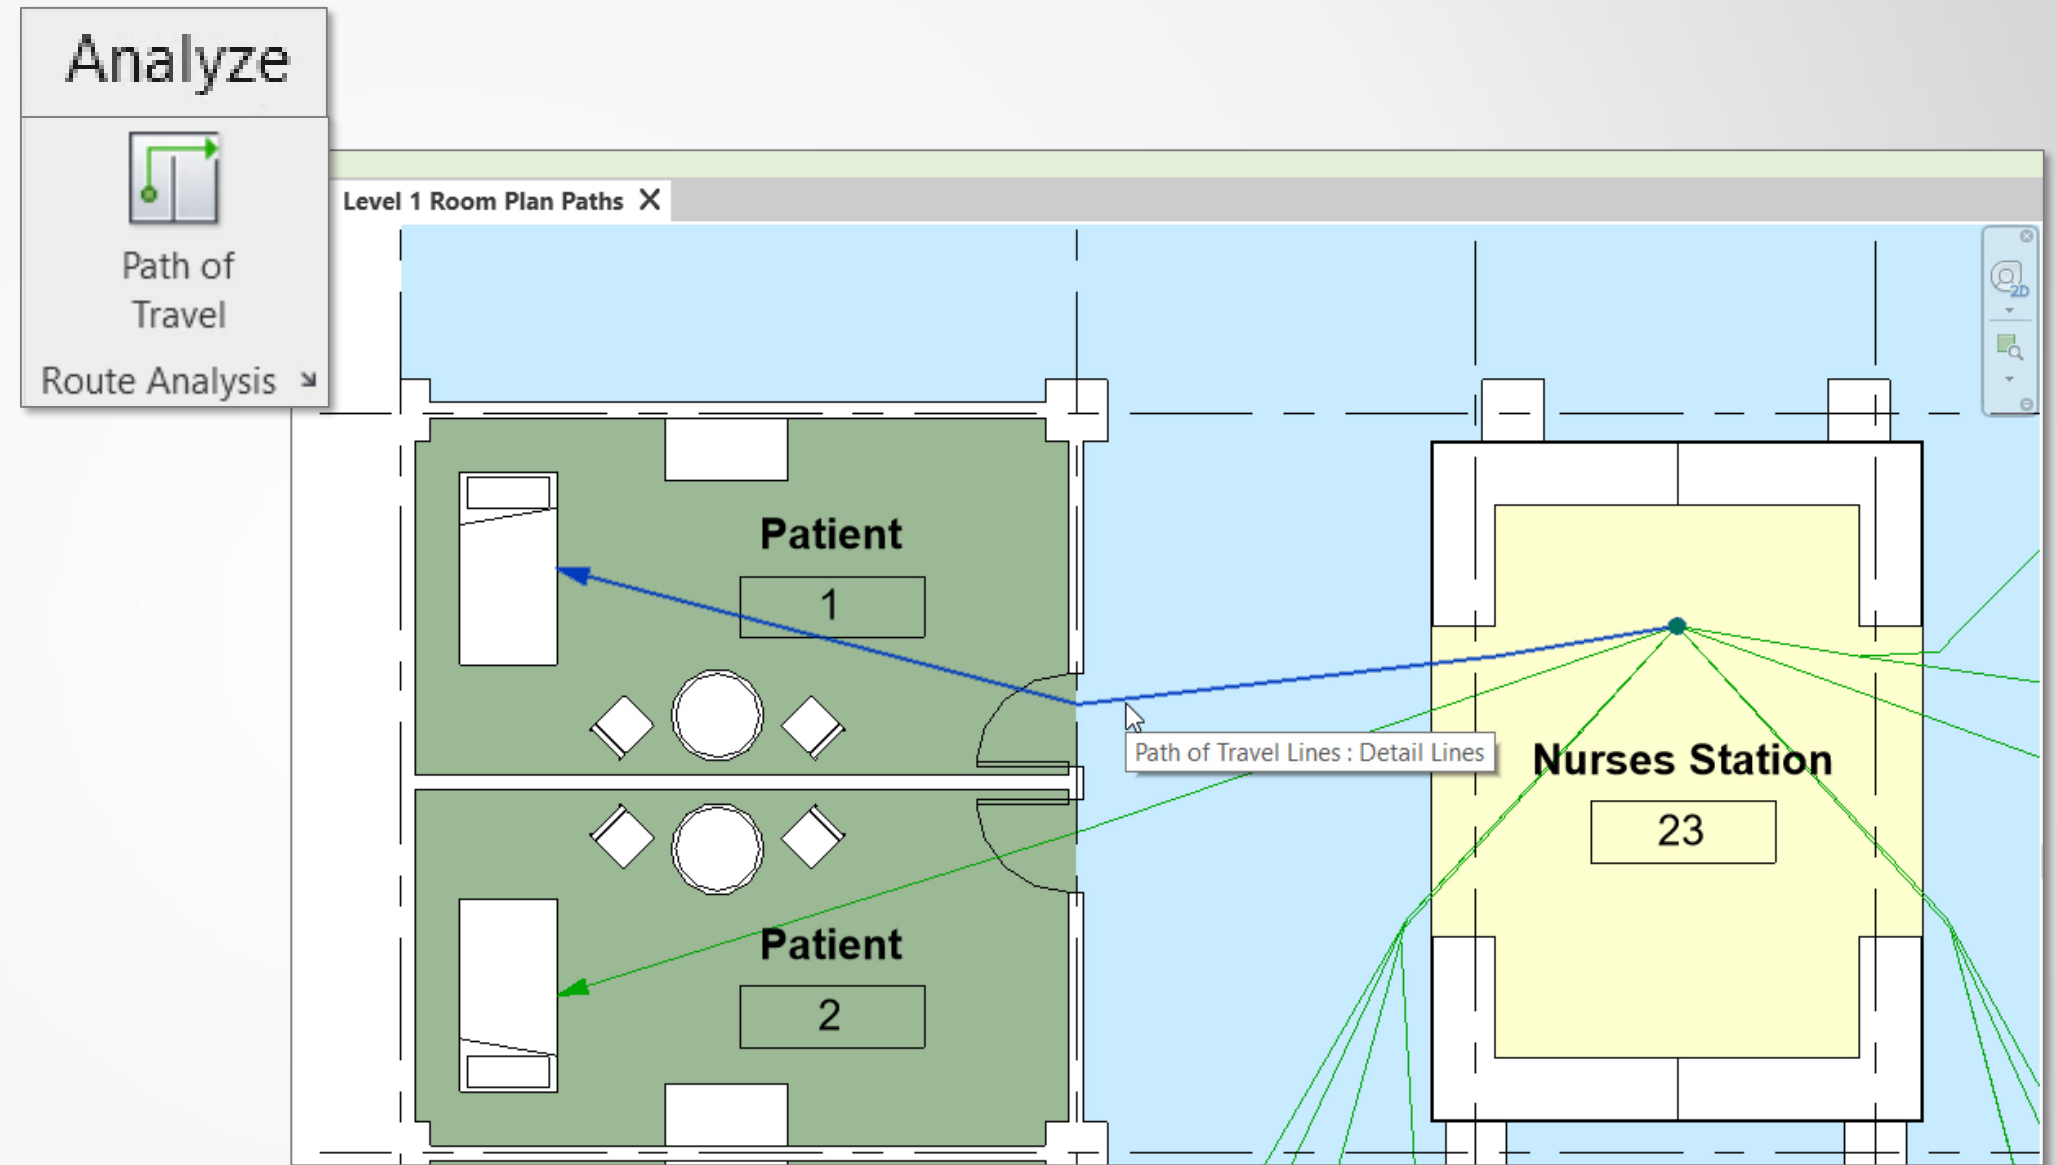 Analyze
Path of
Travel
Route Analysis
Level 1 Room Plan Paths
2D
Patient
1
Path of Travel Lines : Detail Lines
Nurses Station
23
Patient
2